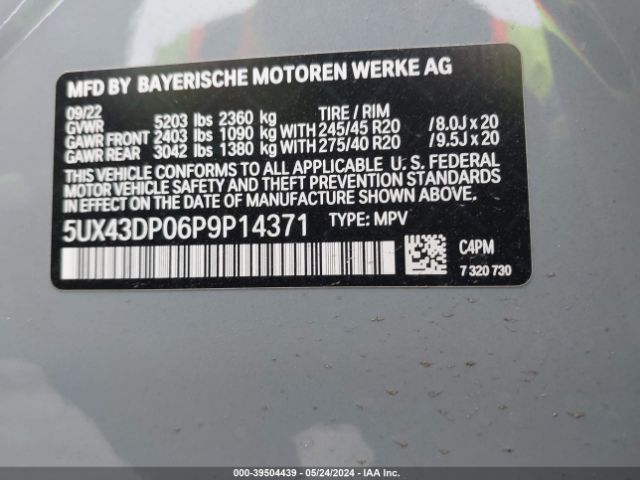 MFD BY BAYERISCHE MOTOREN WERKE AG
09/22
GVWR 5203 lbs 2360 kg TIRE / RIM
GAWR FRONT 2403 lbs 1090 kg WITH 245/45 R20 /8.0J x 20
GAWR REAR 3042 lbs 1380 kg WITH 275/40 R20 /9.5J x 20
THIS VEHICLE CONFORMS TO ALL APPLICABLE U. S. FEDERAL
MOTOR VEHICLE SAFETY, BUMPER, AND THEFT PREVENTION STANDARDS
IN EFFECT ON THE DATE OF MANUFACTURE SHOWN ABOVE.
5UX43DP06P9P14371 TYPE: MPV
C4PM
7 320 730
000-39504439 - 05/24/2024 - IAA Inc.